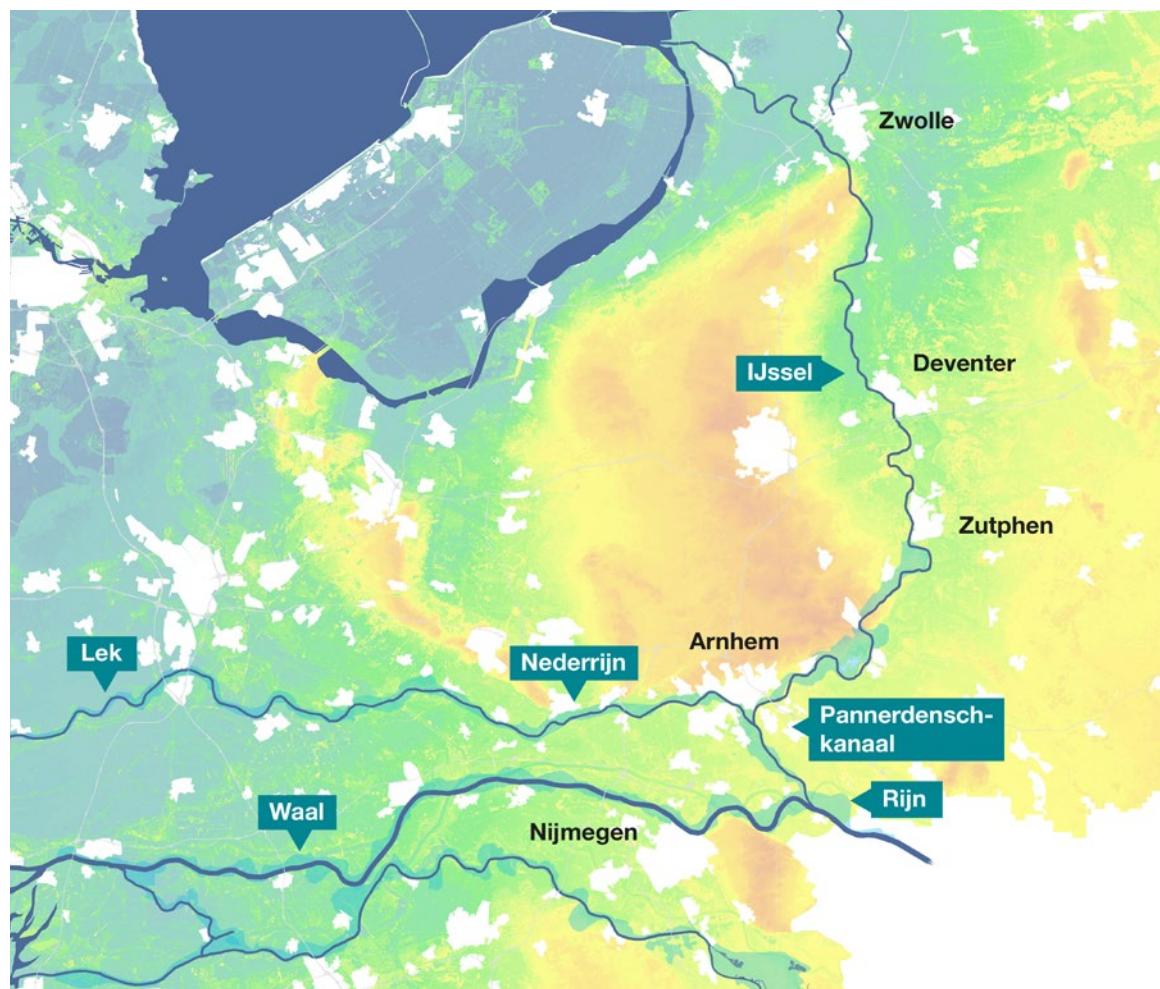 Zwolle
IJssel
Deventer
Zutphen
Arnhem
Lek
Nederrijn
Pannerdensch-
kanaal
Rijn
Waal
Nijmegen